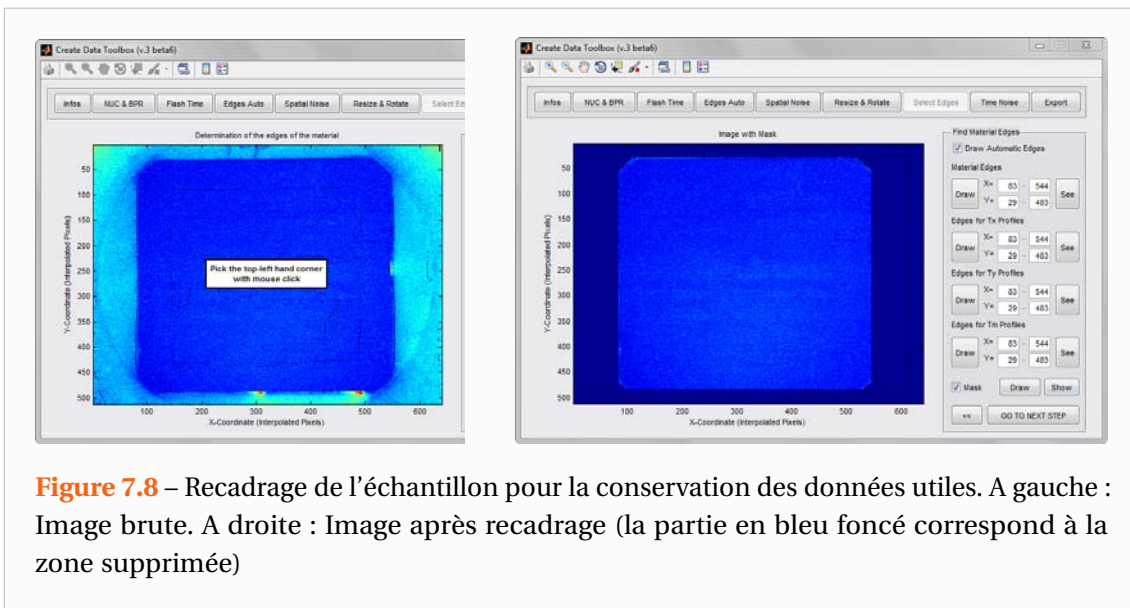 Create Data Toolbox (v.3 beta6)
Infos NUC & BPR Flash Time Edges Auto Spatial Noise Resize & Rotate Select Ed
Determination of the edges of the material
50
100
150
200
250
300
350
400
450
500
Y-Coordinate (Interpolated Pixels)
Pick the top-left hand corner
with mouse click
100 200 300 400 500 600
X-Coordinate (Interpolated Pixels)
Create Data Toolbox (v.3 beta6)
Infos NUC & BPR Flash Time Edges Auto Spatial Noise Resize & Rotate Select Edges Time Noise Export
Image with Mask
50
100
150
200
250
300
350
400
450
500
Y-Coordinate (Interpolated Pixels)
100 200 300 400 500 600
X-Coordinate (Interpolated Pixels)
Find Material Edges
Draw Automatic Edges
Material Edges
Draw X= 83 - 544 See
Y= 29 - 483
Edges for Tx Profiles
Draw X= 83 - 544 See
Y= 29 - 483
Edges for Ty Profiles
Draw X= 83 - 544 See
Y= 29 - 483
Edges for Tm Profiles
Draw X= 83 - 544 See
Y= 29 - 483
Mask Draw Show
<< GO TO NEXT STEP
Figure 7.8 – Recadrage de l'échantillon pour la conservation des données utiles. A gauche :
Image brute. A droite : Image après recadrage (la partie en bleu foncé correspond à la
zone supprimée)